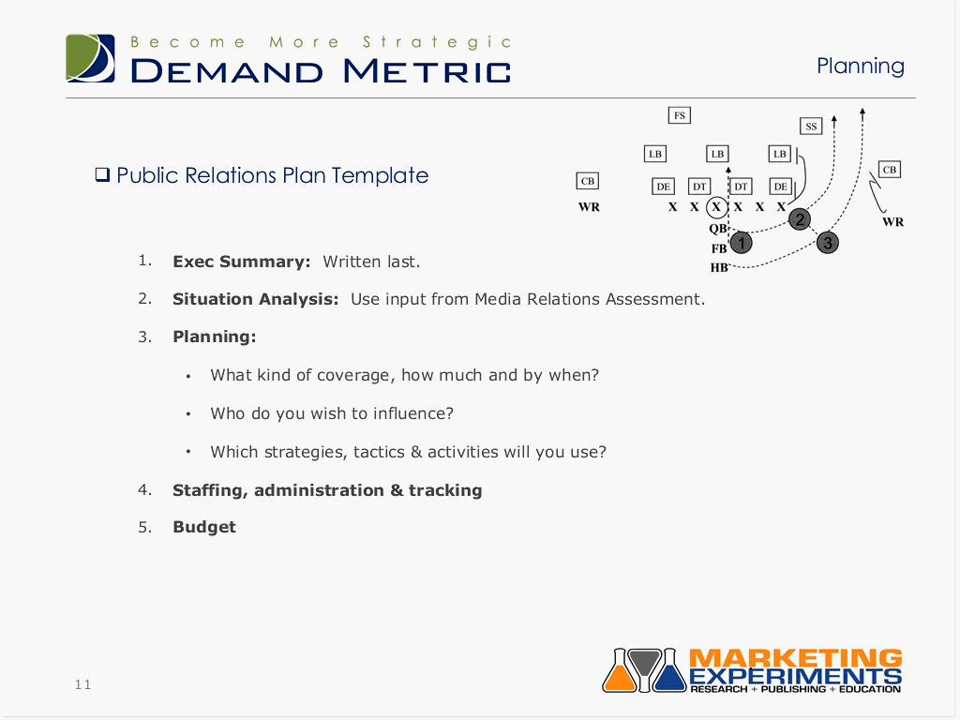 Become More Strategic
DEMAND METRIC
Planning
Public Relations Plan Template
FS
SS
LB LB LB
CB DE DT DT DE CB
WR X X X X X X WR
QB 2
FB 1 3
HB
1. Exec Summary: Written last.
2. Situation Analysis: Use input from Media Relations Assessment.
3. Planning:
• What kind of coverage, how much and by when?
• Who do you wish to influence?
• Which strategies, tactics & activities will you use?
4. Staffing, administration & tracking
5. Budget
MARKETING
EXPERIMENTS
RESEARCH + PUBLISHING + EDUCATION
11